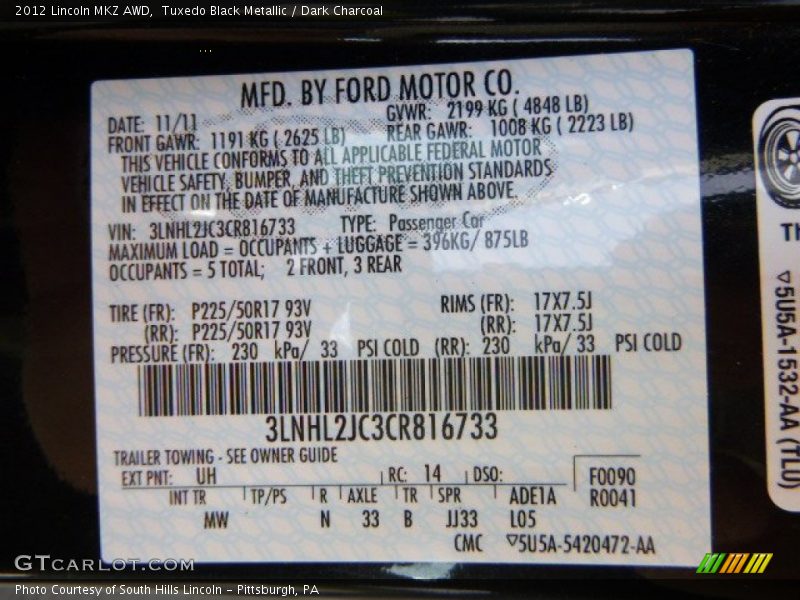 2012 Lincoln MKZ AWD,  Tuxedo Black Metallic / Dark Charcoal
MFD. BY FORD MOTOR CO.
DATE: 11/11 GVWR: 2199 KG ( 4848 LB)
FRONT GAWR: 1191 KG ( 2625 LB) REAR GAWR: 1008 KG ( 2223 LB)
THIS VEHICLE CONFORMS TO ALL APPLICABLE FEDERAL MOTOR
VEHICLE SAFETY, BUMPER, AND THEFT PREVENTION STANDARDS
IN EFFECT ON THE DATE OF MANUFACTURE SHOWN ABOVE.
VIN: 3LNHL2JC3CR816733 TYPE: Passenger Car
MAXIMUM LOAD = OCCUPANTS + LUGGAGE = 396KG/ 875LB
OCCUPANTS = 5 TOTAL; 2 FRONT, 3 REAR
TIRE (FR): P225/50R17 93V RIMS (FR): 17X7.5J
(RR): P225/50R17 93V (RR): 17X7.5J
PRESSURE (FR): 230 kPa/ 33 PSI COLD (RR): 230 kPa/ 33 PSI COLD
3LNHL2JC3CR816733
TRAILER TOWING - SEE OWNER GUIDE
EXT PNT: UH RC: 14 DSO: F0090
INT TR TP/PS R AXLE TR SPR ADE1A R0041
MW N 33 B JJ33 L05
CMC ▽5U5A-5420472-AA
▽5U5A-1532-AA (TLU)
GTCARLOT.COM
Photo Courtesy of South Hills Lincoln - Pittsburgh, PA